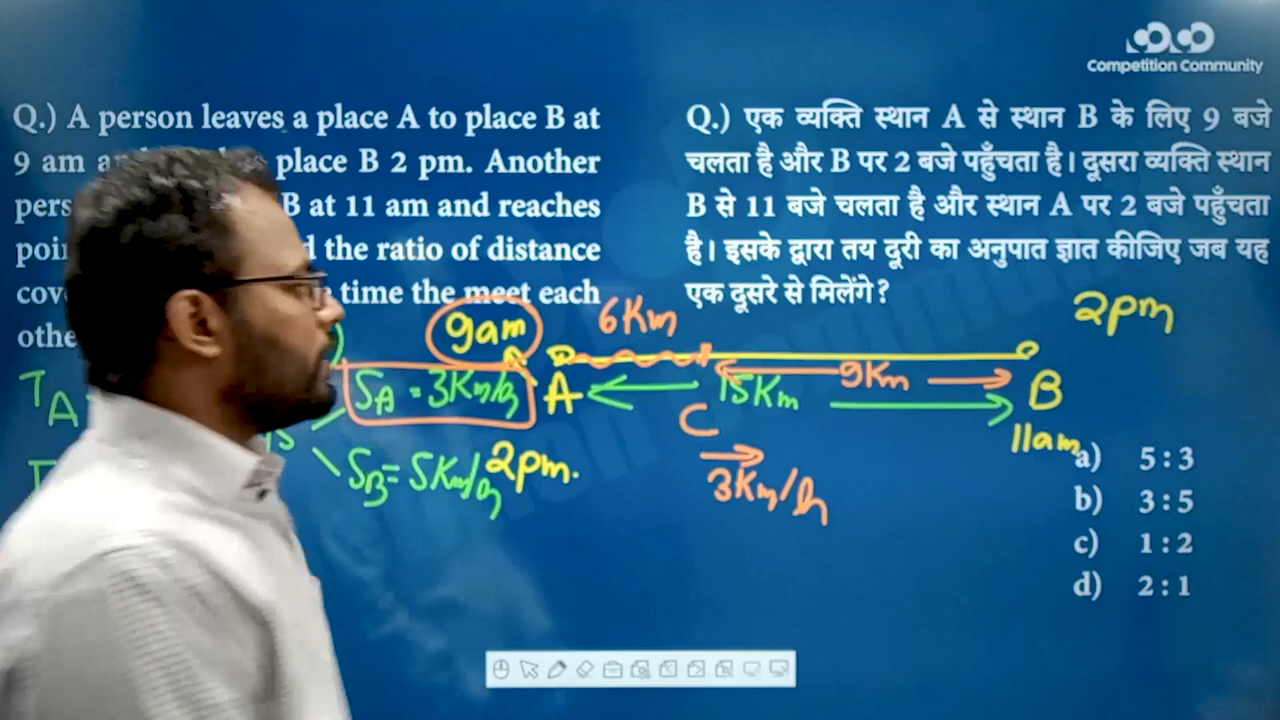 Competition Community
Q.) A person leaves a place A to place B at
9 am place B 2 pm. Another
pers B at 11 am and reaches
poin d the ratio of distance
cov time the meet each
othe
Q.) एक व्यक्ति स्थान A से स्थान B के लिए 9 बजे
चलता है और B पर 2 बजे पहुँचता है। दूसरा व्यक्ति स्थान
B से 11 बजे चलता है और स्थान A पर 2 बजे पहुँचता
है। इसके द्वारा तय दूरी का अनुपात ज्ञात कीजिए जब यह
एक दूसरे से मिलेंगे?
9am
6Km
2pm
TA
15
SA = 3Km/h
A
15Km
9Km
B
C
11am
SB = 5Km/h
2pm.
3Km/h
a) 5 : 3
b) 3 : 5
c) 1 : 2
d) 2 : 1